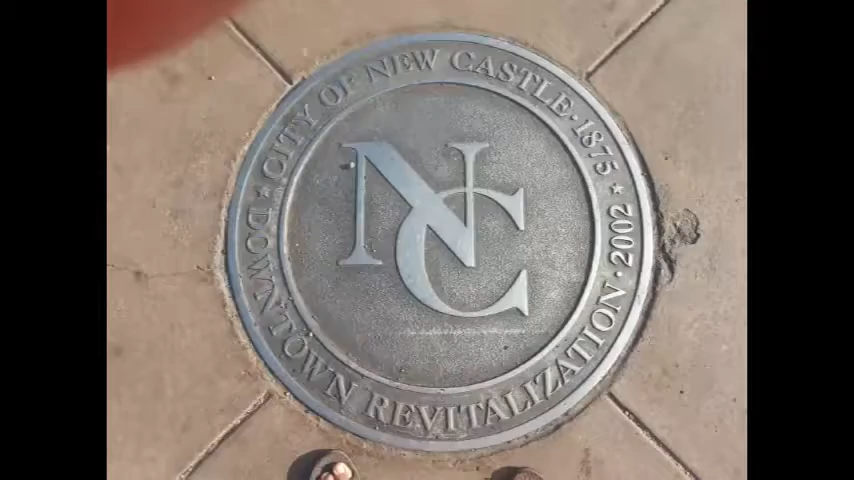 CITY OF NEW CASTLE · 1875
DOWNTOWN REVITALIZATION · 2002
NC